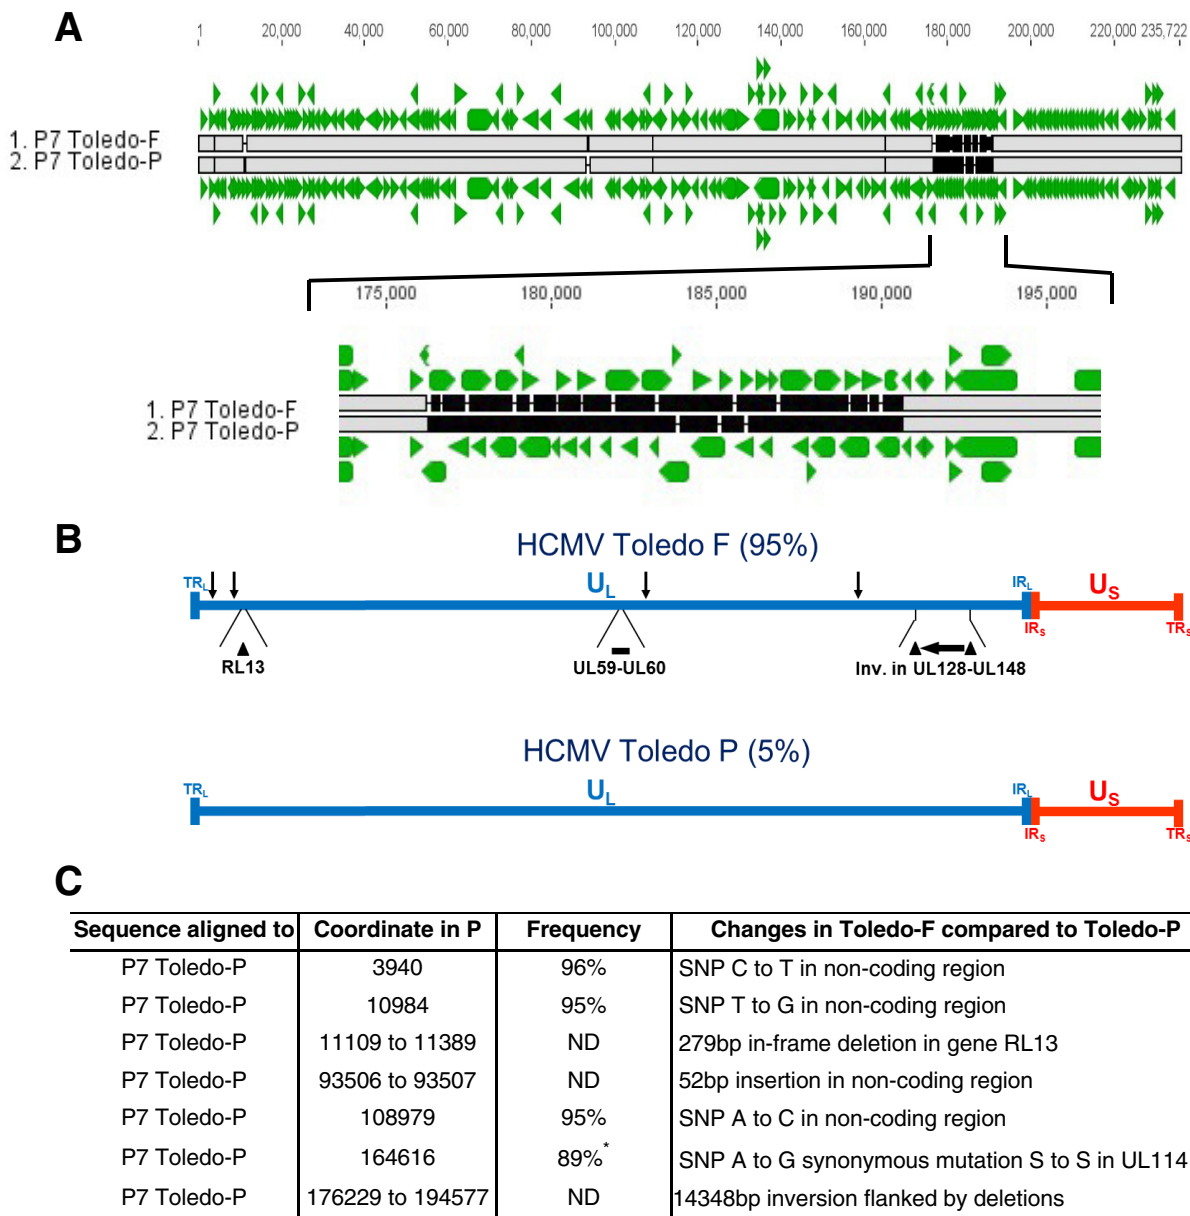 A
1 20,000 40,000 60,000 80,000 100,000 120,000 140,000 160,000 180,000 200,000 220,000 235,722
1. P7 Toledo-F
2. P7 Toledo-P
175,000 180,000 185,000 190,000 195,000
1. P7 Toledo-F
2. P7 Toledo-P
B
HCMV Toledo F (95%)
TRL UL IRL US
IRS TRS
RL13 UL59-UL60 Inv. in UL128-UL148
HCMV Toledo P (5%)
TRL UL IRL US
IRS TRS
C
Sequence aligned to Coordinate in P Frequency Changes in Toledo-F compared to Toledo-P
P7 Toledo-P 3940 96% SNP C to T in non-coding region
P7 Toledo-P 10984 95% SNP T to G in non-coding region
P7 Toledo-P 11109 to 11389 ND 279bp in-frame deletion in gene RL13
P7 Toledo-P 93506 to 93507 ND 52bp insertion in non-coding region
P7 Toledo-P 108979 95% SNP A to C in non-coding region
P7 Toledo-P 164616 89%* SNP A to G synonymous mutation S to S in UL114
P7 Toledo-P 176229 to 194577 ND 14348bp inversion flanked by deletions